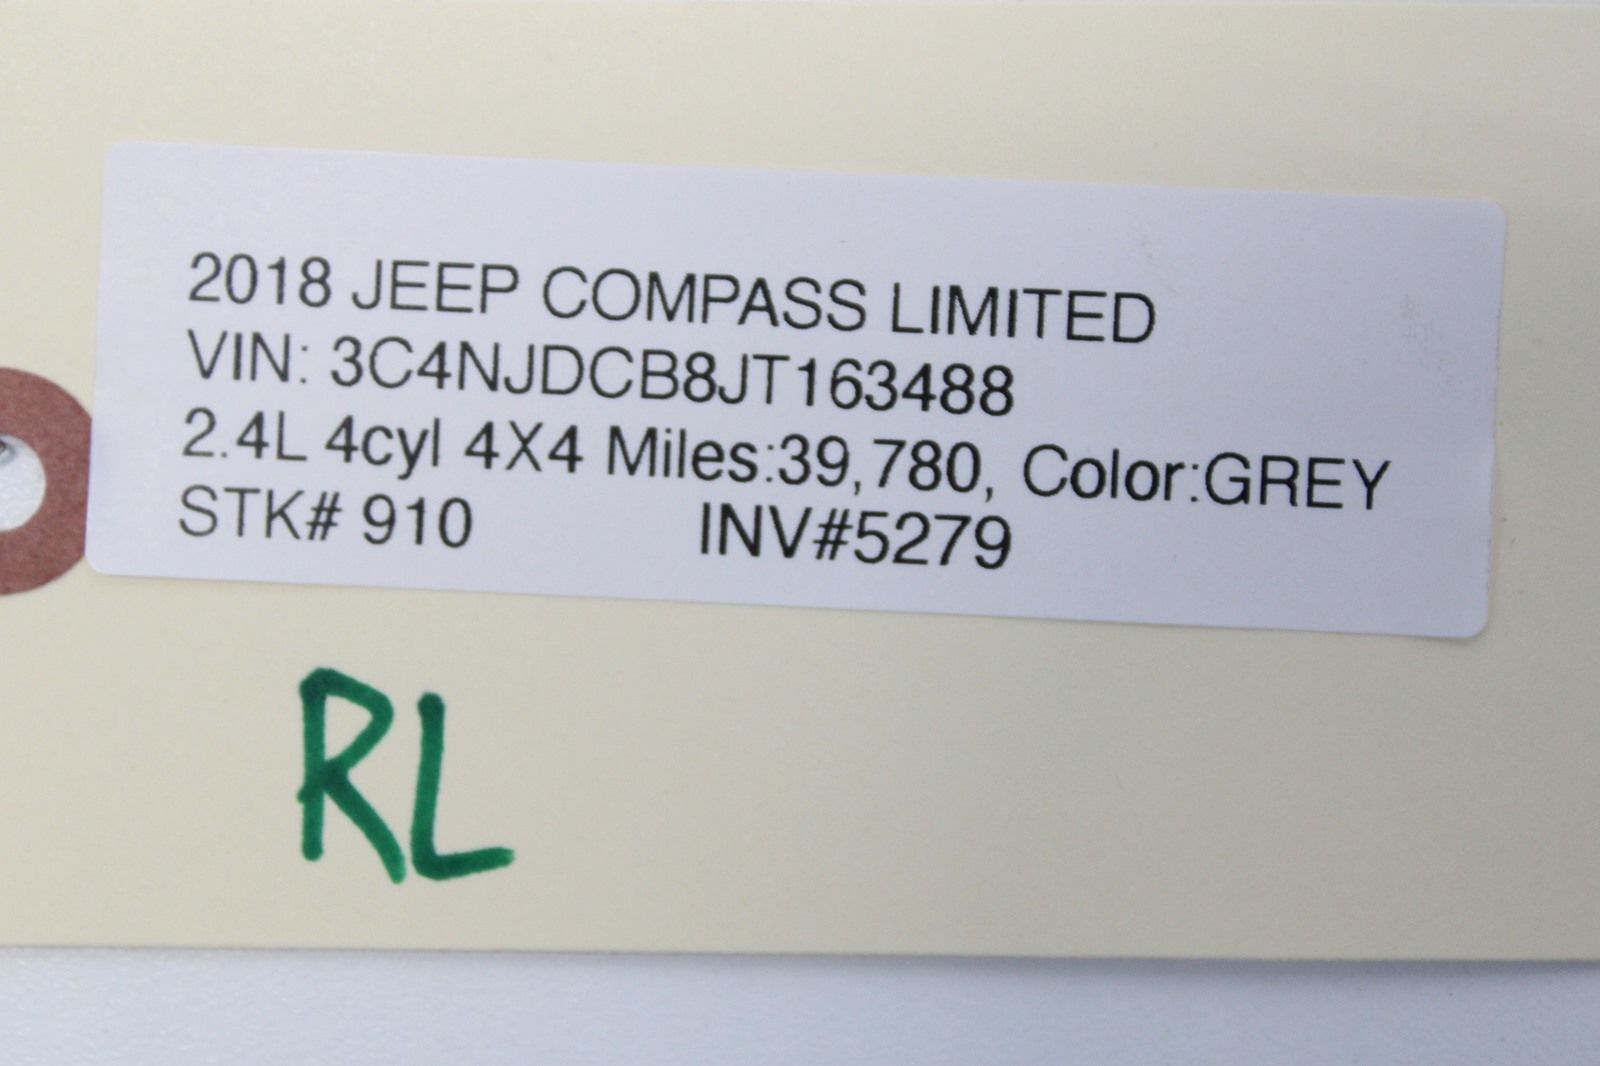 2018 JEEP COMPASS LIMITED
VIN: 3C4NJDCB8JT163488
2.4L 4cyl 4X4 Miles:39,780, Color:GREY
STK# 910 INV#5279
RL